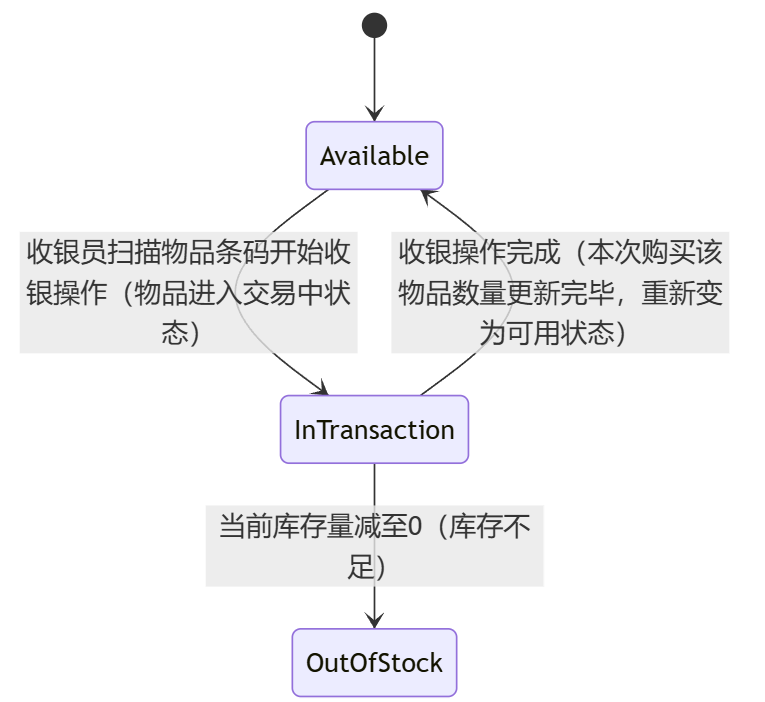 Available
收银员扫描物品条码开始收
银操作（物品进入交易中状
态）
收银操作完成（本次购买该
物品数量更新完毕，重新变
为可用状态）
InTransaction
当前库存量减至0（库存不
足）
OutOfStock